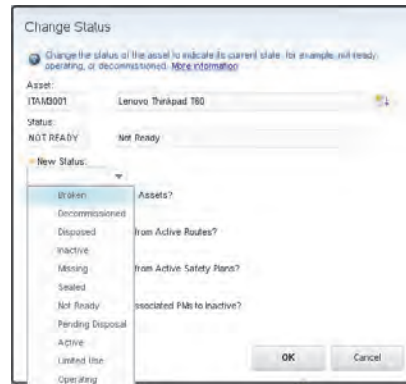 Change Status
Change the status of the asset to indicate its current state, for example, not ready,
operating, or decommissioned. More information
Asset:
ITAM3001 Lenovo Thinkpad T60
Status:
NOT READY Not Ready
* New Status:
Broken Assets?
Decommissioned
Disposed from Active Routes?
Inactive
Missing from Active Safety Plans?
Sealed
Not Ready ssociated PMs to Inactive?
Pending Disposal
Active
Limited Use OK Cancel
Operating